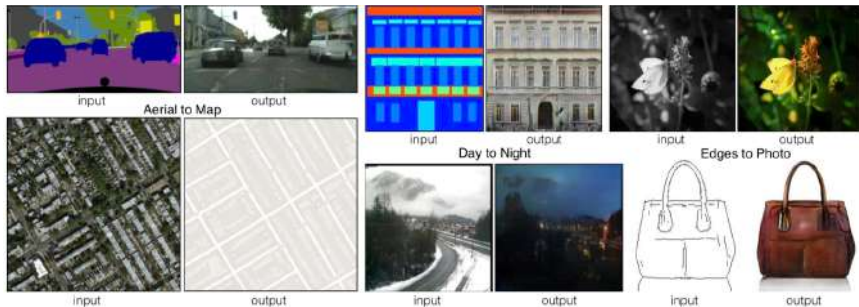 input output input output input output
Aerial to Map
Day to Night Edges to Photo
input output input output input output